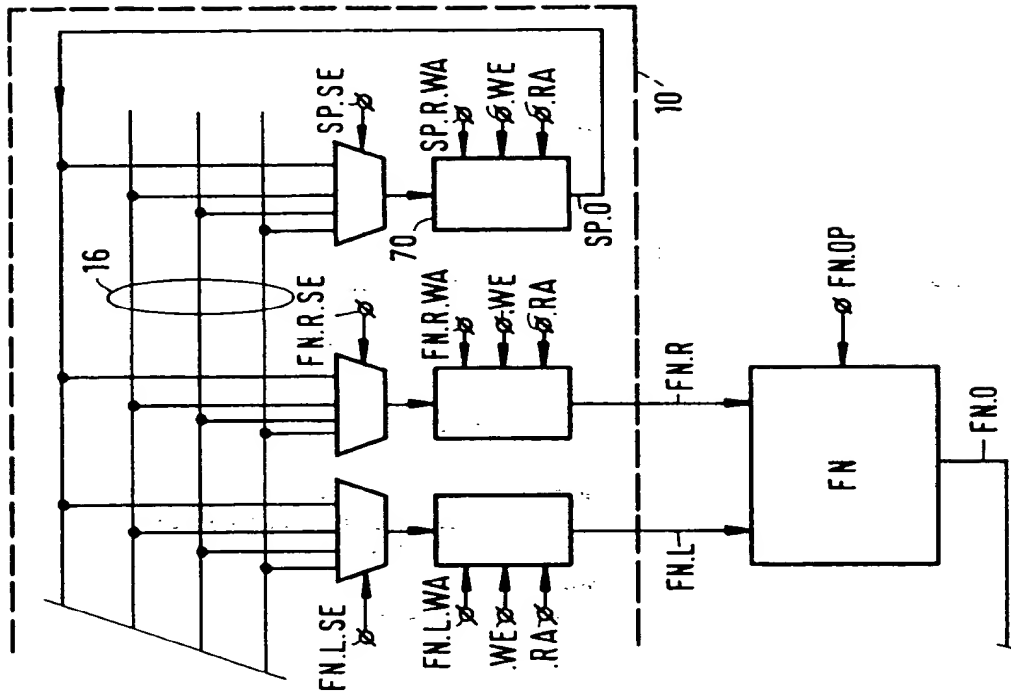 10
16
SP.SE
SP.R.WA
.WE
.RA
70
SP.O
FN.R.SE
FN.R.WA
.WE
.RA
FN.R
FN.L.SE
FN.L.WA
.WE
.RA
FN.L
FN.OP
FN
FN.O